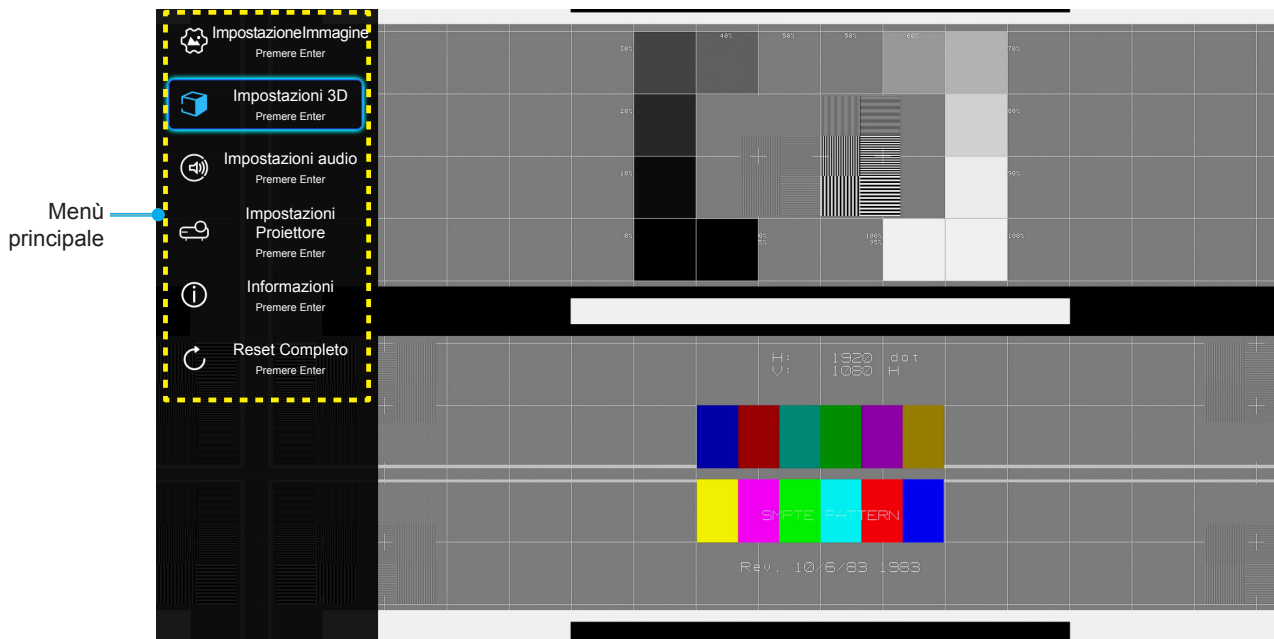 Menù
principale
ImpostazioneImmagine
Premere Enter
Impostazioni 3D
Premere Enter
Impostazioni audio
Premere Enter
Impostazioni
Proiettore
Premere Enter
Informazioni
Premere Enter
Reset Completo
Premere Enter
40% 50% 50% 60%
30% 70%
20% 80%
10% 90%
0% 100% 100%
95%
H: 1920 dot
V: 1080 H
SMPTE PATTERN
Rev. 10/6/83 1983